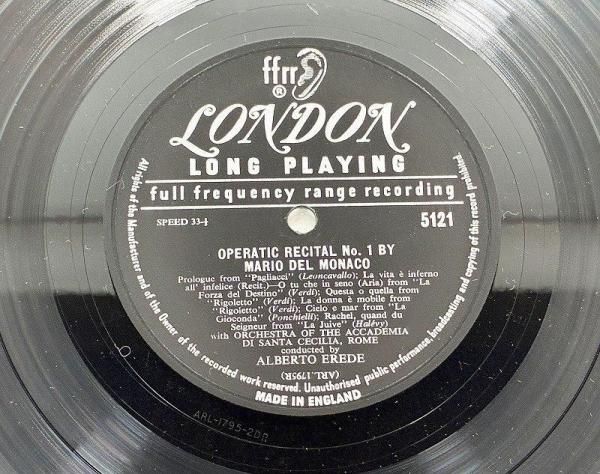 ffrr
®
LONDON
LONG PLAYING
full frequency range recording
SPEED 33⅓
5121
OPERATIC RECITAL No. 1 BY
MARIO DEL MONACO
Prologue from "Pagliacci" (Leoncavallo); La vita è inferno
all' infelice (Recit.)—O tu che in seno (Aria) from "La
Forza del Destino" (Verdi); Questa o quella from
"Rigoletto" (Verdi); La donna è mobile from
"Rigoletto" (Verdi); Cielo e mar from "La
Gioconda" (Ponchielli); Rachel, quand du
Seigneur from "La Juive" (Halévy)
with ORCHESTRA OF THE ACCADEMIA
DI SANTA CECILIA, ROME
conducted by
ALBERTO EREDE
(ARL.1795R)
All rights of the Manufacturer and of the Owner of the recorded work reserved. Unauthorised public performance, broadcasting and copying of this record prohibited.
MADE IN ENGLAND
ARL-1795-2DR